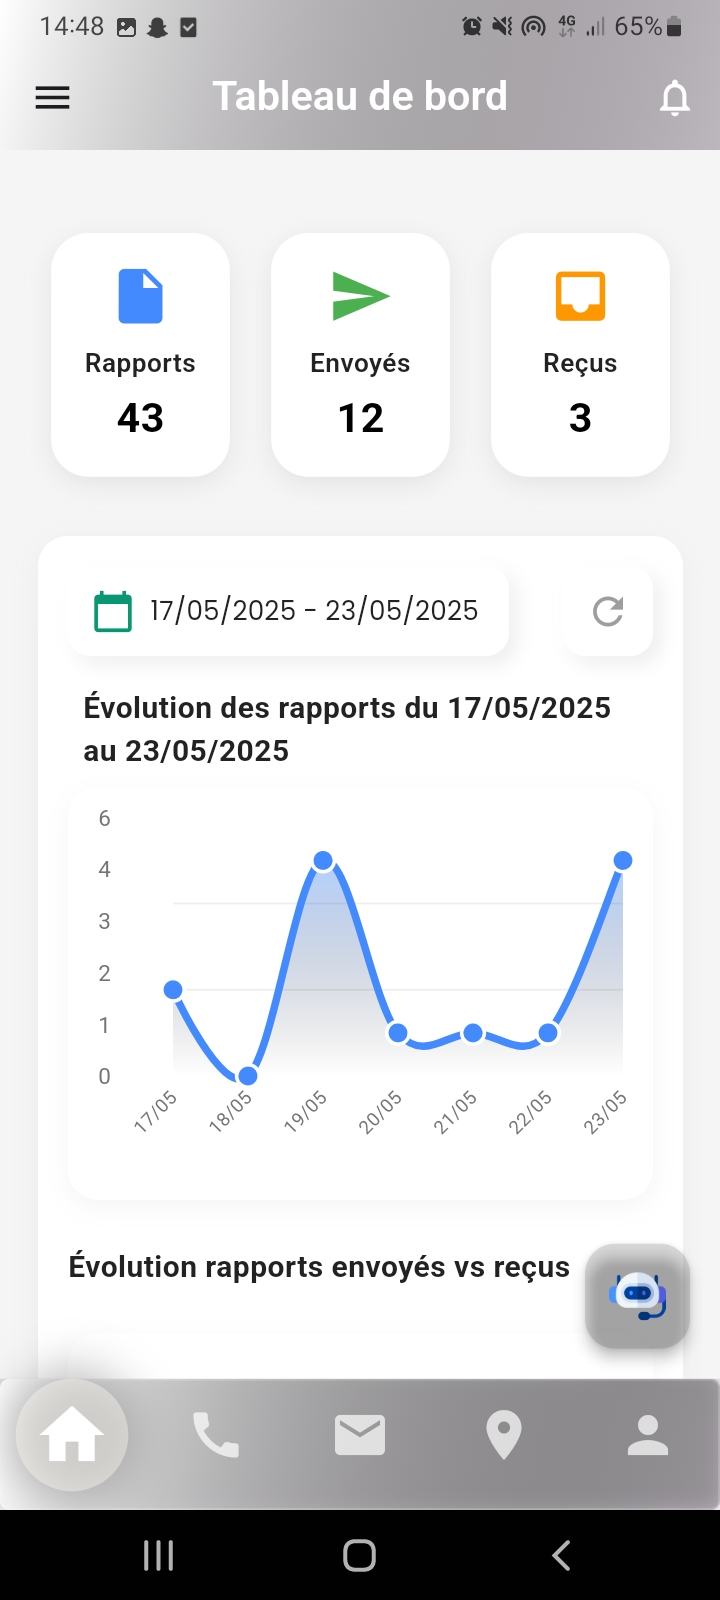 14:48 4G 65%
Tableau de bord
Rapports Envoyés Reçus
43 12 3
17/05/2025 - 23/05/2025
Évolution des rapports du 17/05/2025
au 23/05/2025
6
4
3
2
1
0
17/05 18/05 19/05 20/05 21/05 22/05 23/05
Évolution rapports envoyés vs reçus